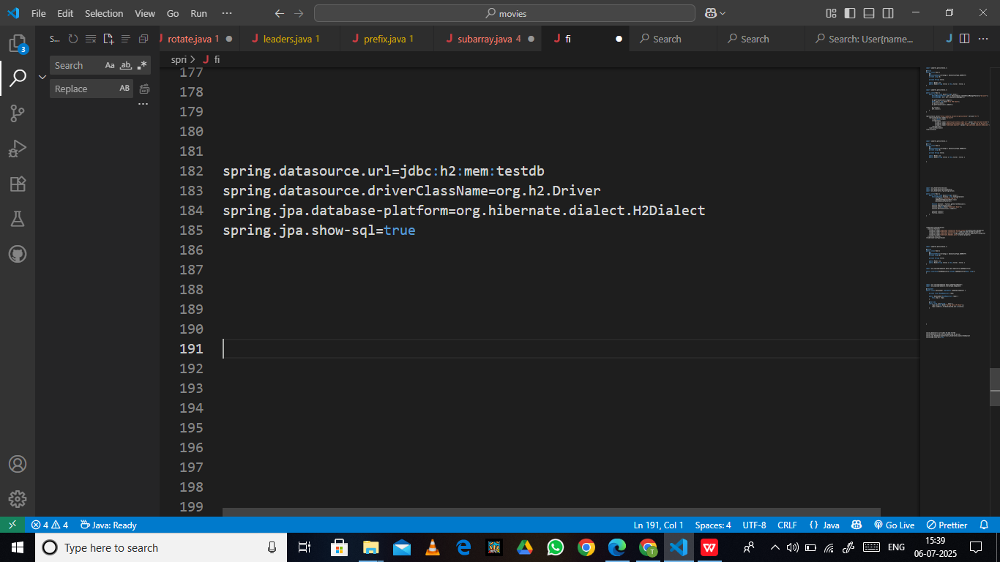 File Edit Selection View Go Run ··· movies
S... rotate.java 1 leaders.java 1 prefix.java 1 subarray.java 4 fi Search Search Search: User{name...
3
spri > fi
Search Aa ab .*
Replace AB
177
178
179
180
181
182 spring.datasource.url=jdbc:h2:mem:testdb
183 spring.datasource.driverClassName=org.h2.Driver
184 spring.jpa.database-platform=org.hibernate.dialect.H2Dialect
185 spring.jpa.show-sql=true
186
187
188
189
190
191
192
193
194
195
196
197
198
199
4 4 Java: Ready Ln 191, Col 1 Spaces: 4 UTF-8 CRLF {} Java Go Live Prettier
Type here to search ENG 15:39
06-07-2025